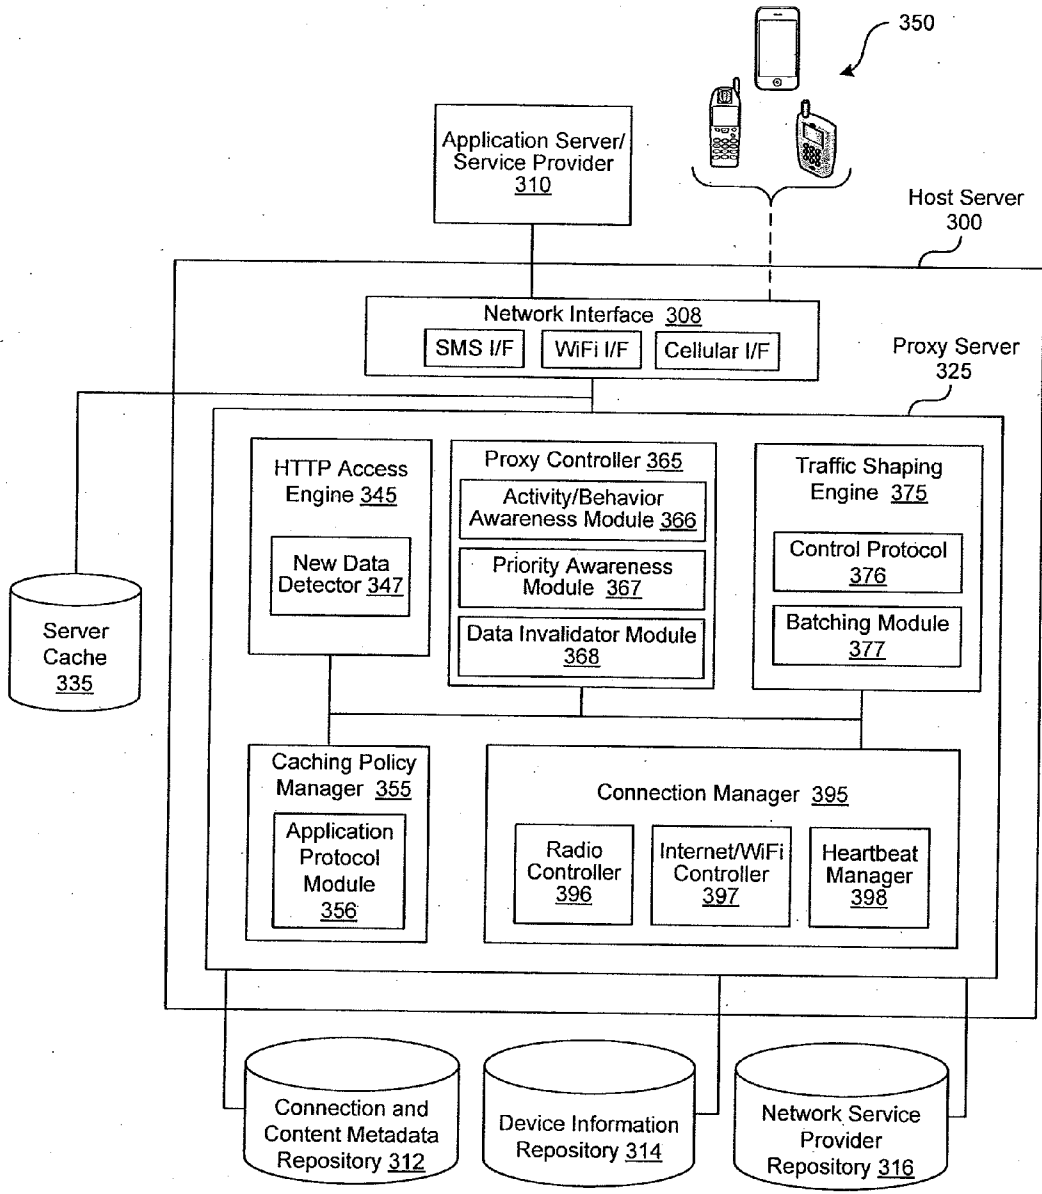 350
Application Server/
Service Provider
310
Host Server
300
Network Interface 308
SMS I/F
WiFi I/F
Cellular I/F
Proxy Server
325
HTTP Access
Engine 345
New Data
Detector 347
Proxy Controller 365
Activity/Behavior
Awareness Module 366
Priority Awareness
Module 367
Data Invalidator Module
368
Traffic Shaping
Engine 375
Control Protocol
376
Batching Module
377
Server
Cache
335
Caching Policy
Manager 355
Application
Protocol
Module
356
Connection Manager 395
Radio
Controller
396
Internet/WiFi
Controller
397
Heartbeat
Manager
398
Connection and
Content Metadata
Repository 312
Device Information
Repository 314
Network Service
Provider
Repository 316